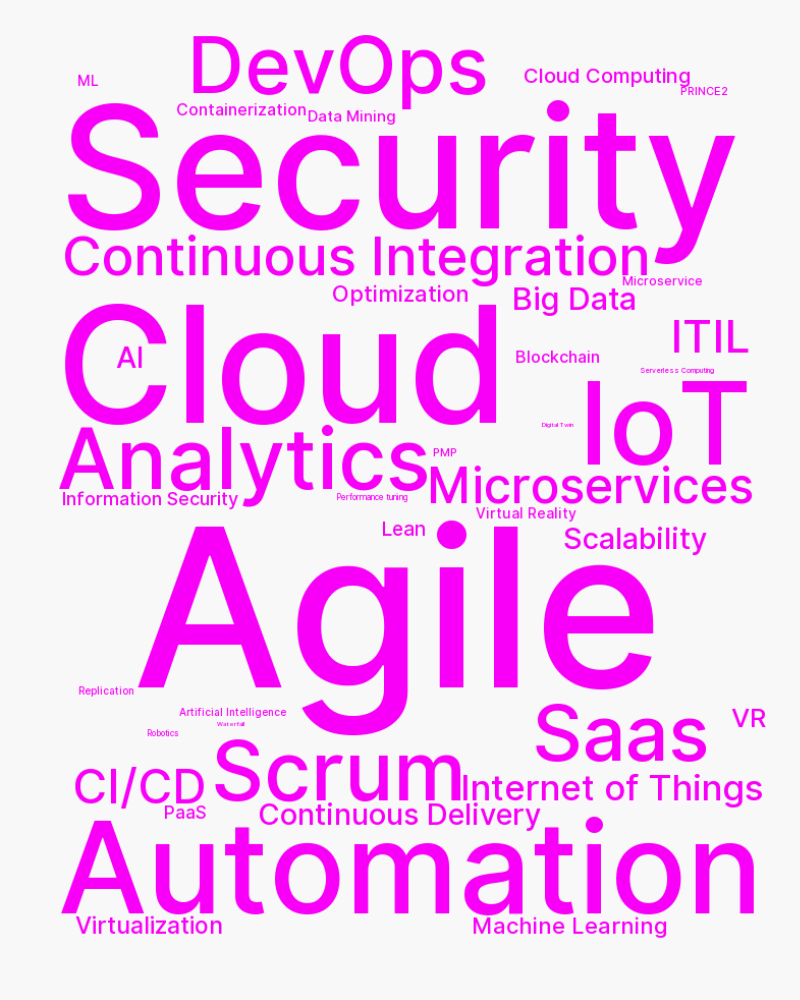 DevOps
ML
Cloud Computing
PRINCE2
Containerization
Data Mining
Security
Continuous Integration
Microservice
Optimization
Big Data
Cloud
ITIL
AI
Blockchain
Serverless Computing
IoT
Digital Twin
Analytics
PMP
Microservices
Information Security
Performance tuning
Virtual Reality
Lean
Scalability
Agile
Replication
Artificial Intelligence
Saas
VR
Waterfall
Robotics
Scrum
CI/CD
Internet of Things
PaaS
Continuous Delivery
Automation
Virtualization
Machine Learning